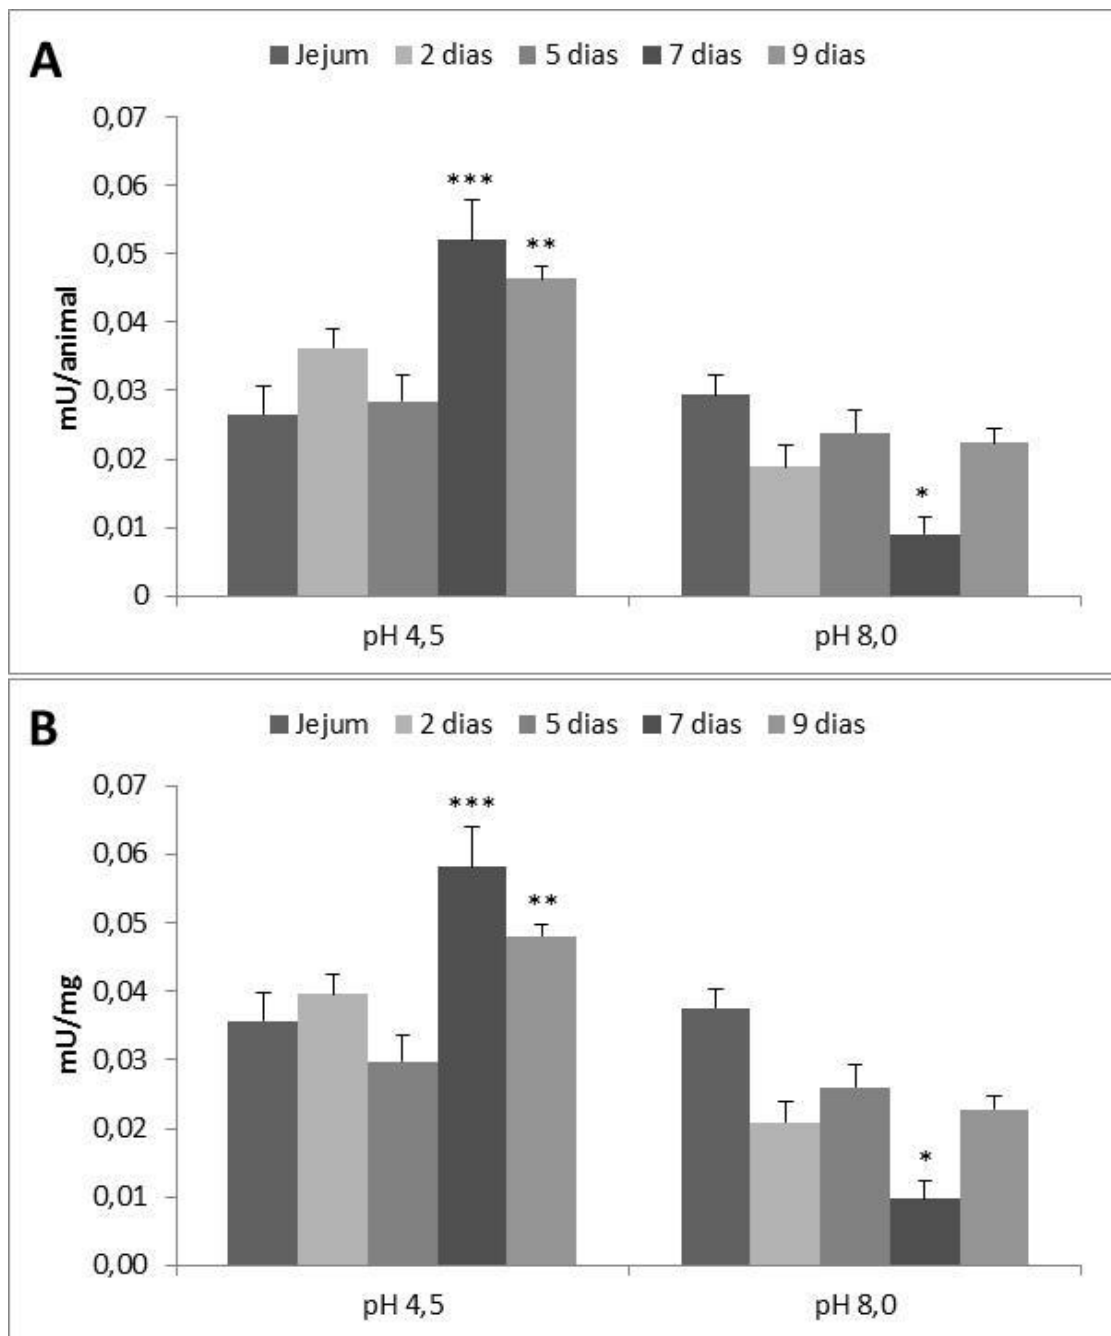 A
Jejum 2 dias 5 dias 7 dias 9 dias
0,07
0,06
0,05
0,04
0,03
0,02
0,01
0
mU/animal
***
**
*
pH 4,5 pH 8,0
B
Jejum 2 dias 5 dias 7 dias 9 dias
0,07
0,06
0,05
0,04
0,03
0,02
0,01
0,00
mU/mg
***
**
*
pH 4,5 pH 8,0